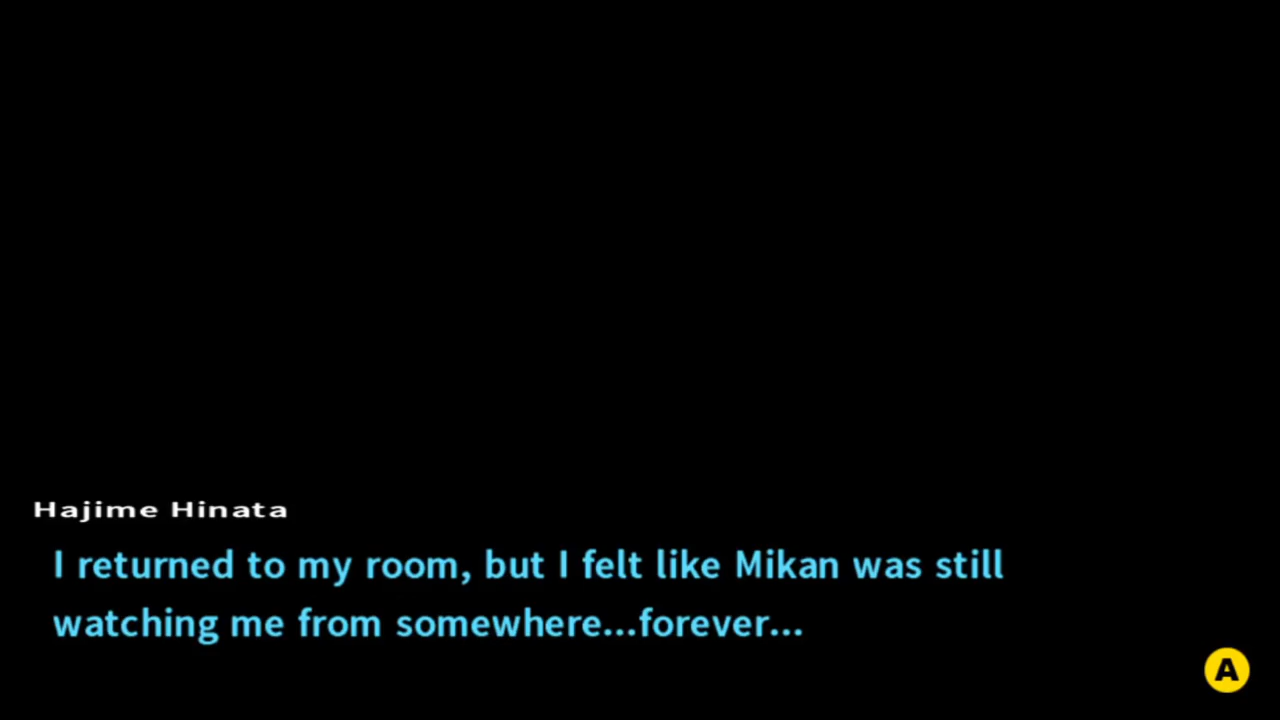 Hajime Hinata
I returned to my room, but I felt like Mikan was still
watching me from somewhere...forever...
A